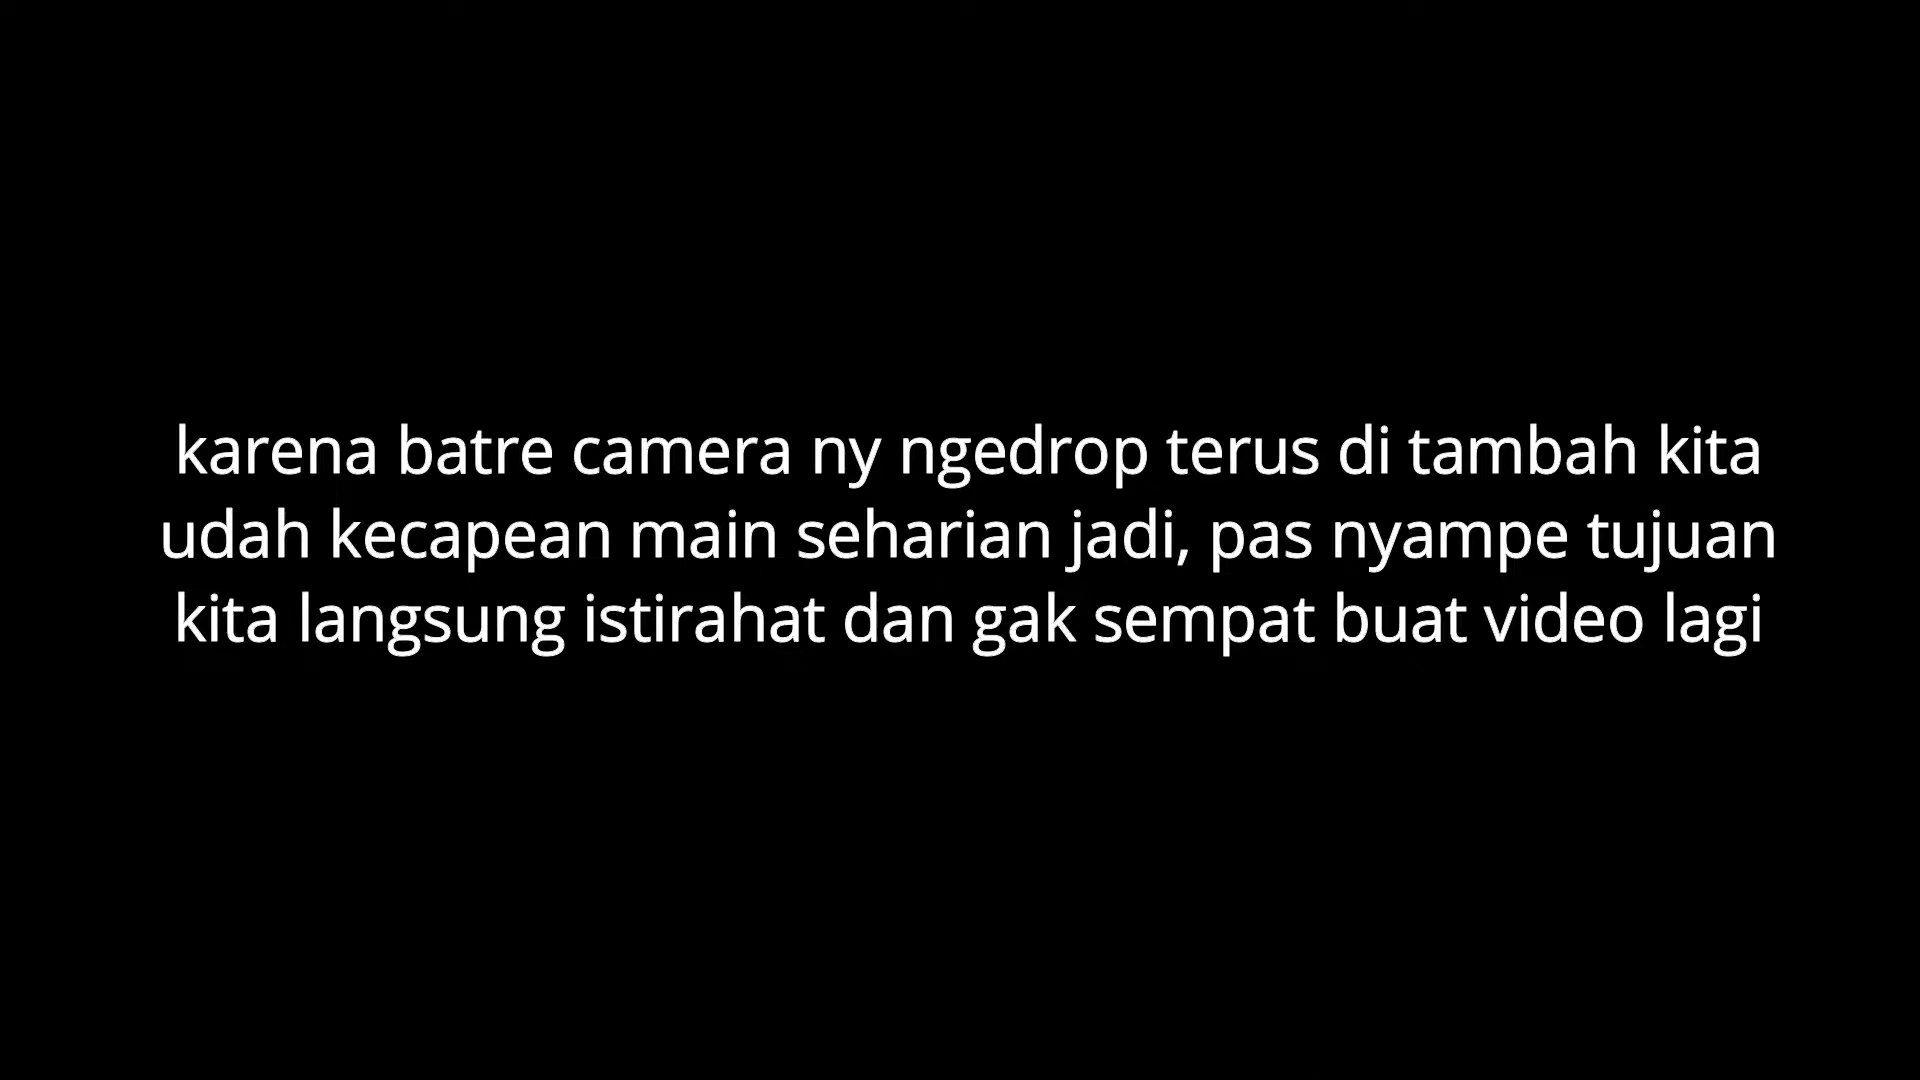 karena batre camera ny ngedrop terus di tambah kita
udah kecapean main seharian jadi, pas nyampe tujuan
kita langsung istirahat dan gak sempat buat video lagi